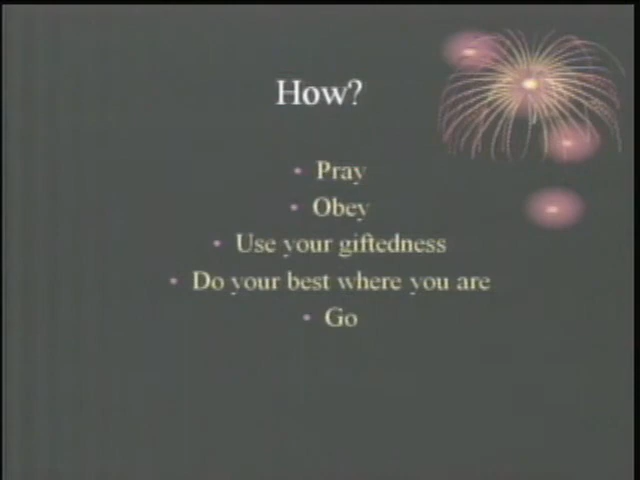 How?
• Pray
• Obey
• Use your giftedness
• Do your best where you are
• Go